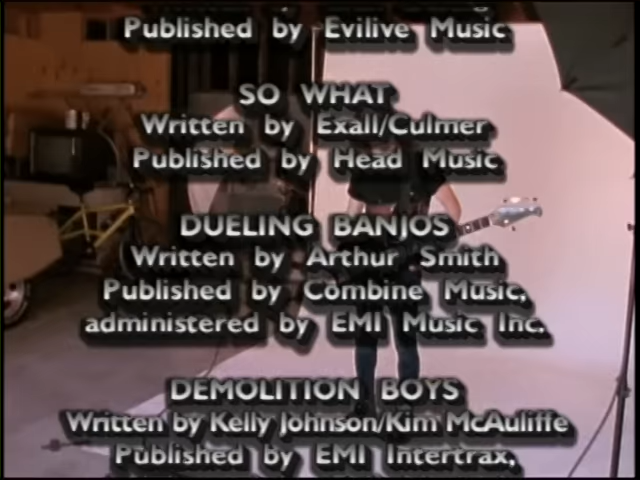 Published by Evilive Music
SO WHAT
Written by Exall/Culmer
Published by Head Music
DUELING BANJOS
Written by Arthur Smith
Published by Combine Music,
administered by EMI Music Inc.
DEMOLITION BOYS
Written by Kelly Johnson/Kim McAuliffe
Published by EMI Intertrax,